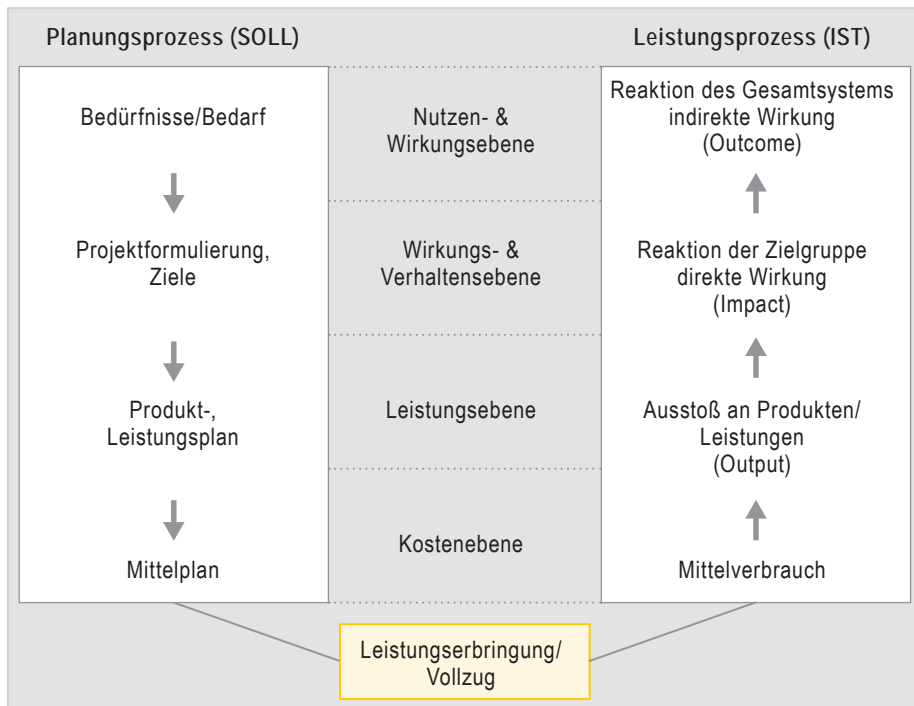 Planungsprozess (SOLL)
Leistungsprozess (IST)
Bedürfnisse/Bedarf
Nutzen- &
Wirkungsebene
Reaktion des Gesamtsystems
indirekte Wirkung
(Outcome)
Projektformulierung,
Ziele
Wirkungs- &
Verhaltensebene
Reaktion der Zielgruppe
direkte Wirkung
(Impact)
Produkt-,
Leistungsplan
Leistungsebene
Ausstoß an Produkten/
Leistungen
(Output)
Mittelplan
Kostenebene
Mittelverbrauch
Leistungserbringung/
Vollzug